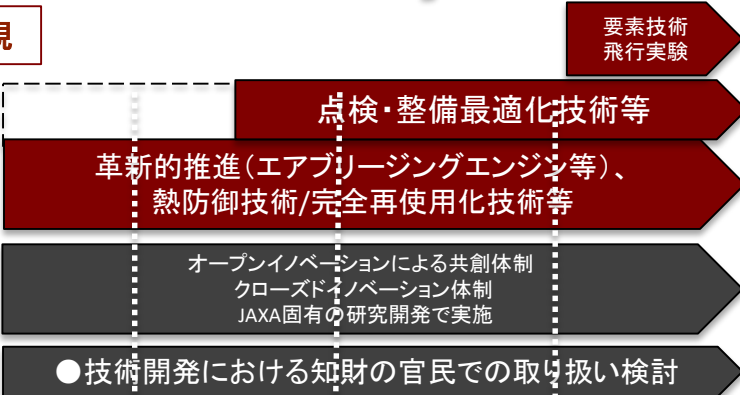 現
要素技術
飛行実験
点検・整備最適化技術等
革新的推進（エアブリージングエンジン等）、
熱防御技術/完全再使用化技術等
オープンイノベーションによる共創体制
クローズドイノベーション体制
JAXA固有の研究開発で実施
●技術開発における知財の官民での取り扱い検討